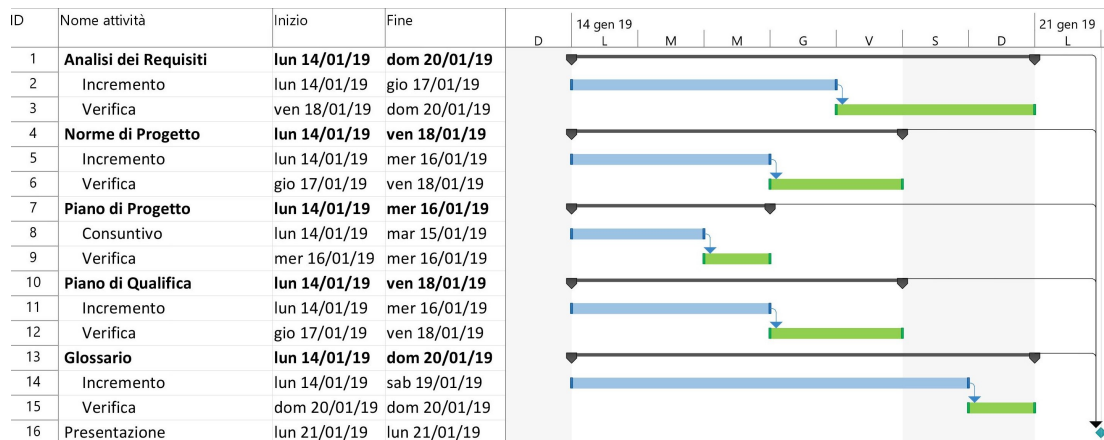 ID Nome attività Inizio Fine 14 gen 19 21 gen 19
D L M M G V S D L
1 Analisi dei Requisiti lun 14/01/19 dom 20/01/19
2 Incremento lun 14/01/19 gio 17/01/19
3 Verifica ven 18/01/19 dom 20/01/19
4 Norme di Progetto lun 14/01/19 ven 18/01/19
5 Incremento lun 14/01/19 mer 16/01/19
6 Verifica gio 17/01/19 ven 18/01/19
7 Piano di Progetto lun 14/01/19 mer 16/01/19
8 Consuntivo lun 14/01/19 mar 15/01/19
9 Verifica mer 16/01/19 mer 16/01/19
10 Piano di Qualifica lun 14/01/19 ven 18/01/19
11 Incremento lun 14/01/19 mer 16/01/19
12 Verifica gio 17/01/19 ven 18/01/19
13 Glossario lun 14/01/19 dom 20/01/19
14 Incremento lun 14/01/19 sab 19/01/19
15 Verifica dom 20/01/19 dom 20/01/19
16 Presentazione lun 21/01/19 lun 21/01/19